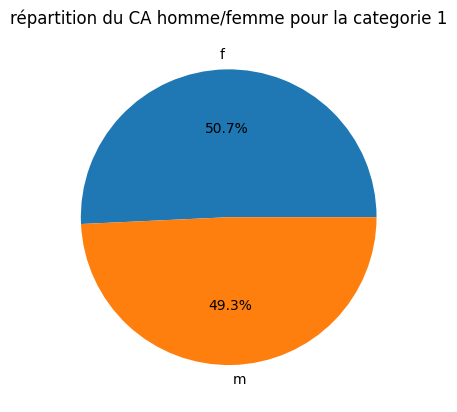 répartition du CA homme/femme pour la categorie 1
f
50.7%
49.3%
m